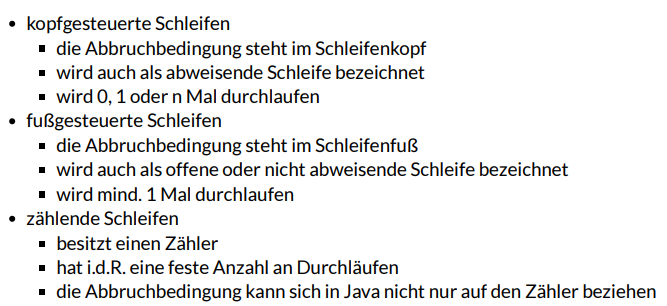 kopfgesteuerte Schleifen
die Abbruchbedingung steht im Schleifenkopf
wird auch als abweisende Schleife bezeichnet
wird 0, 1 oder n Mal durchlaufen
fußgesteuerte Schleifen
die Abbruchbedingung steht im Schleifenfuß
wird auch als offene oder nicht abweisende Schleife bezeichnet
wird mind. 1 Mal durchlaufen
zählende Schleifen
besitzt einen Zähler
hat i.d.R. eine feste Anzahl an Durchläufen
die Abbruchbedingung kann sich in Java nicht nur auf den Zähler beziehen